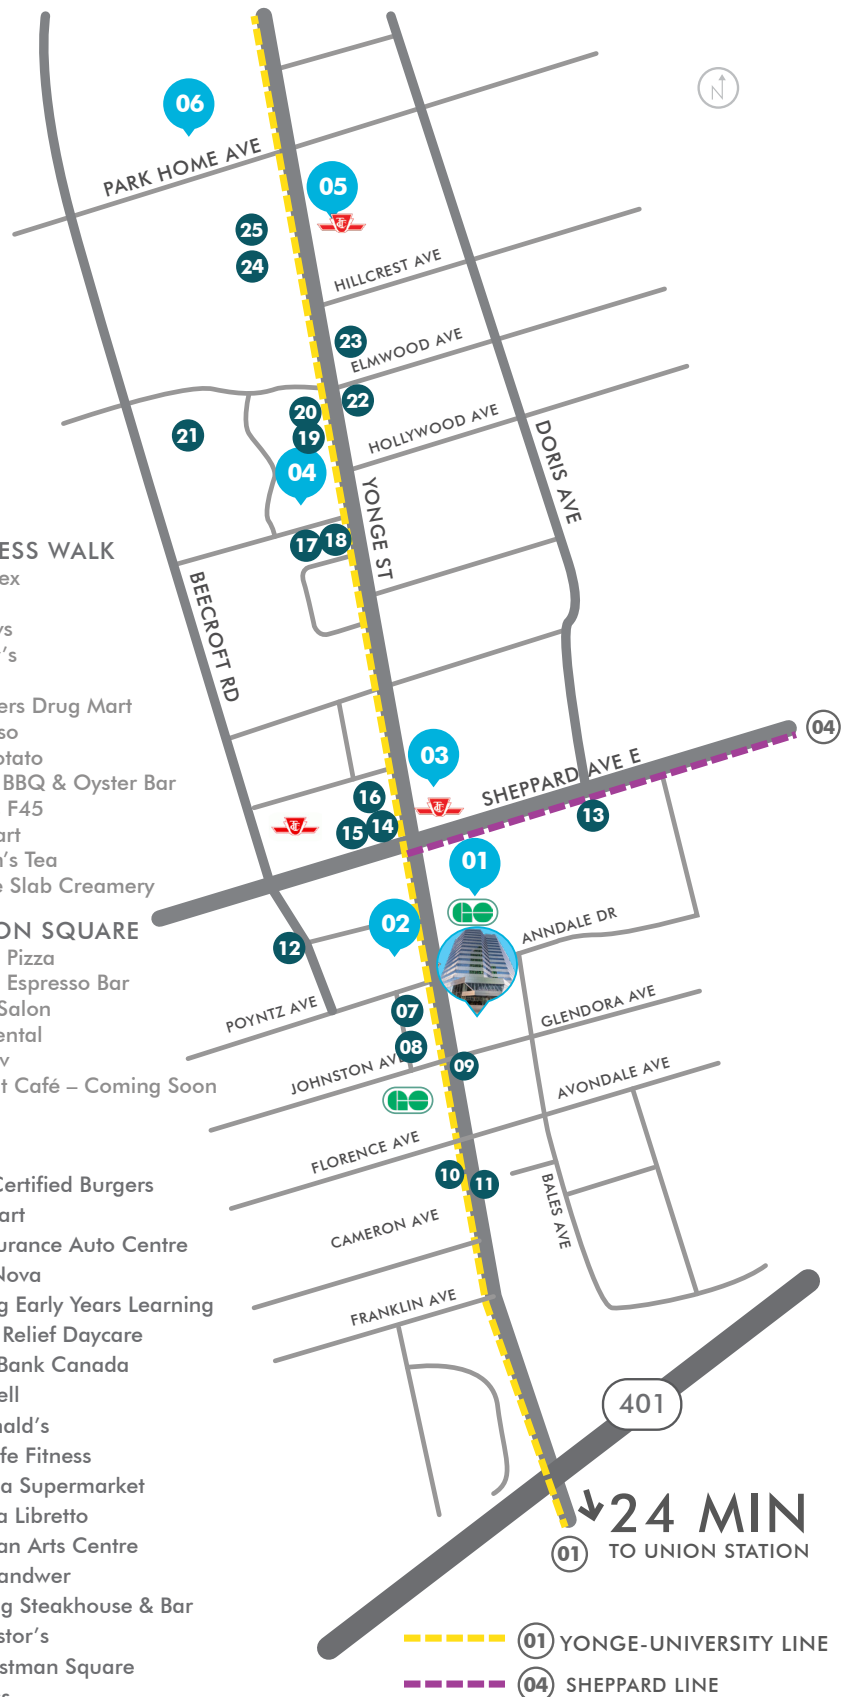 06
N
PARK HOME AVE
05
25
24
HILLCREST AVE
23
ELMWOOD AVE
22
20
21
19
HOLLYWOOD AVE
04
DORIS AVE
YONGE ST
17
18
BEECROFT RD
ESS WALK
ex
ys
's
ers Drug Mart
so
otato
BBQ & Oyster Bar
F45
art
n's Tea
e Slab Creamery
03
04
SHEPPARD AVE E
16
15
14
13
01
ON SQUARE
Pizza
Espresso Bar
Salon
ental
v
t Café – Coming Soon
02
GO
ANNDALE DR
12
POYNTZ AVE
07
GLENDORA AVE
08
JOHNSTON AVE
09
AVONDALE AVE
GO
FLORENCE AVE
10
11
BALES AVE
CAMERON AVE
FRANKLIN AVE
Certified Burgers
art
urance Auto Centre
Nova
g Early Years Learning
Relief Daycare
Bank Canada
ell
nald's
ife Fitness
a Supermarket
a Libretto
an Arts Centre
andwer
g Steakhouse & Bar
stor's
stman Square
401
24 MIN
TO UNION STATION
01
01 YONGE-UNIVERSITY LINE
04 SHEPPARD LINE